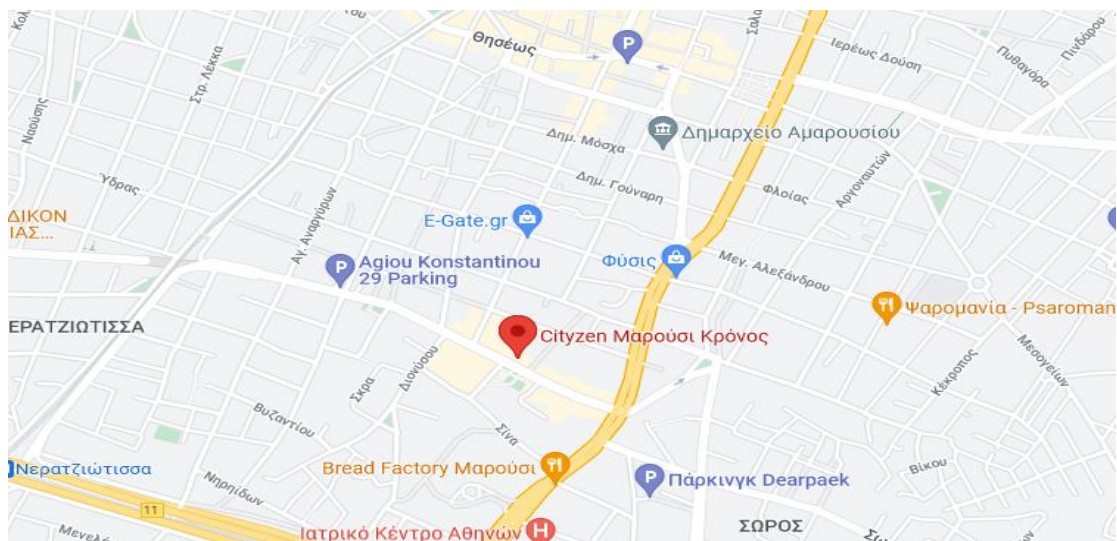 Θησέως
P
Ιερέως Δούση
Πυθαγόρα
Πινδάρου
Στρ. Λέκκα
Ναούσης
Δημ. Μόσχα
Δημαρχείο Αμαρουσίου
Ύδρας
Δημ. Γούναρη
Φλοίας
Αργοναυτών
ΔΙΚΟΝ
ΙΑΣ...
Αγ. Αναργύρων
E-Gate.gr
P
Agiou Konstantinou
29 Parking
Φύσις
Μεγ. Αλεξάνδρου
Ψαρομανία - Psaroman
ΕΡΑΤΖΙΩΤΙΣΣΑ
Cityzen Μαρούσι Κρόνος
Μεσογείων
Κέκροπος
Σκρα
Διονύσου
Βυζαντίου
Σίνα
Νερατζιώτισσα
Νηρηίδων
Bread Factory Μαρούσι
P
Πάρκινγκ Dearpaek
Βίκου
11
ΣΩΡΟΣ
Ιατρικό Κέντρο Αθηνών
H